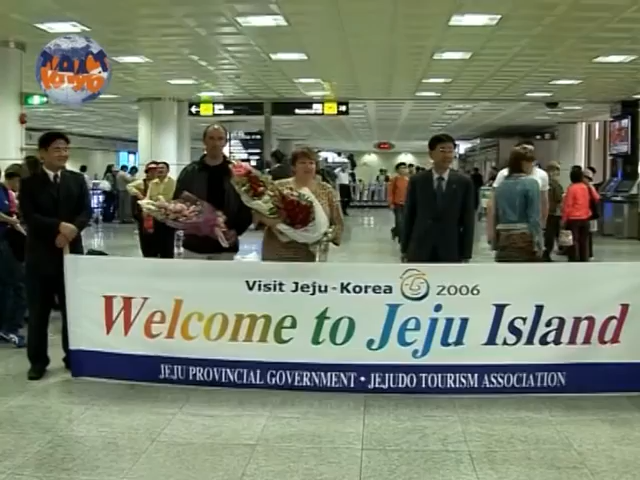 Visit Jeju-Korea 2006
Welcome to Jeju Island
JEJU PROVINCIAL GOVERNMENT • JEJUDO TOURISM ASSOCIATION